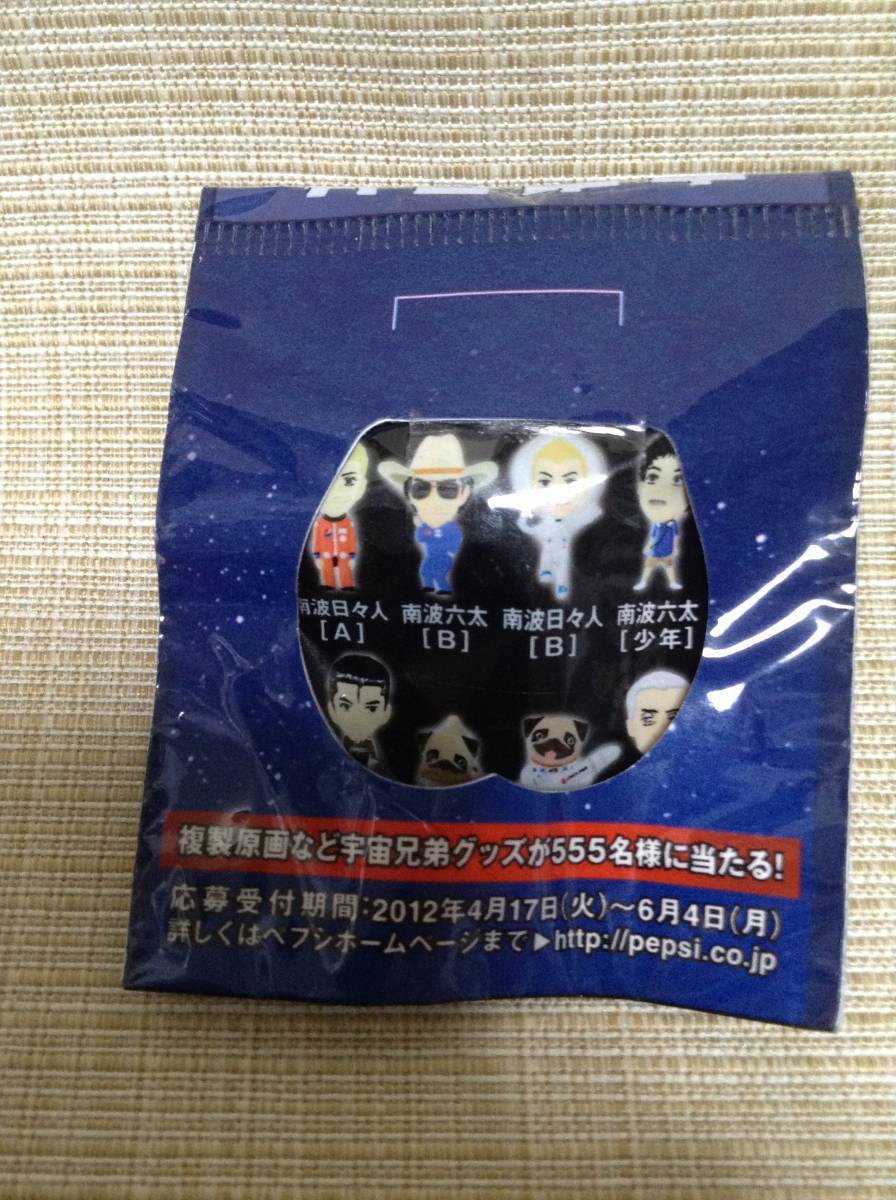 南波日々人 南波六太 南波日々人 南波六太
[A] [B] [B] [少年]
複製原画など宇宙兄弟グッズが555名様に当たる!
応募受付期間:2012年4月17日(火)〜6月4日(月)
詳しくはペプシホームページまで▶http://pepsi.co.jp